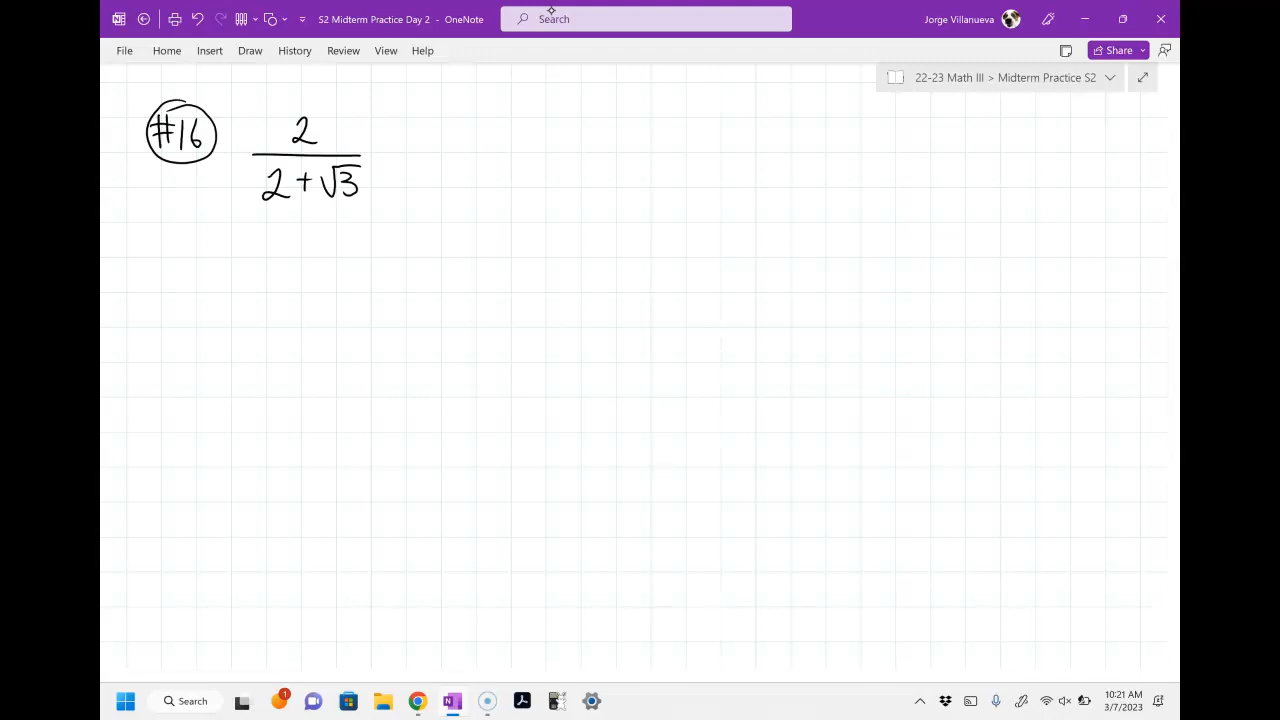 S2 Midterm Practice Day 2 - OneNote
Search
Jorge Villanueva
File Home Insert Draw History Review View Help
Share
22-23 Math III > Midterm Practice S2
#16
2
2 + √3
Search
1
10:21 AM
3/7/2023